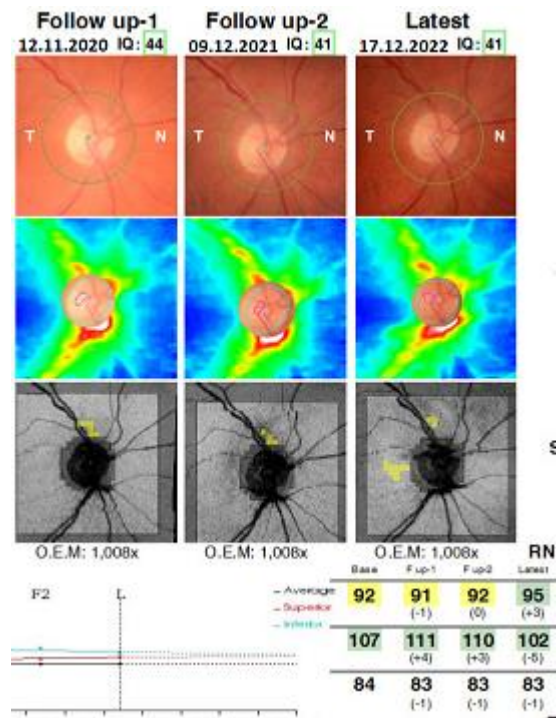 Follow up-1 Follow up-2 Latest
12.11.2020 IQ: 44 09.12.2021 IQ: 41 17.12.2022 IQ: 41
T N T N T N
S
O.E.M: 1,008x O.E.M: 1,008x O.E.M: 1,008x RN
Base F up-1 F up-2 Latest
F2 L Average 92 91 92 95
(-1) (0) (+3)
Superior
Inferior
107 111 110 102
(+4) (+3) (-5)
84 83 83 83
(-1) (-1) (-1)